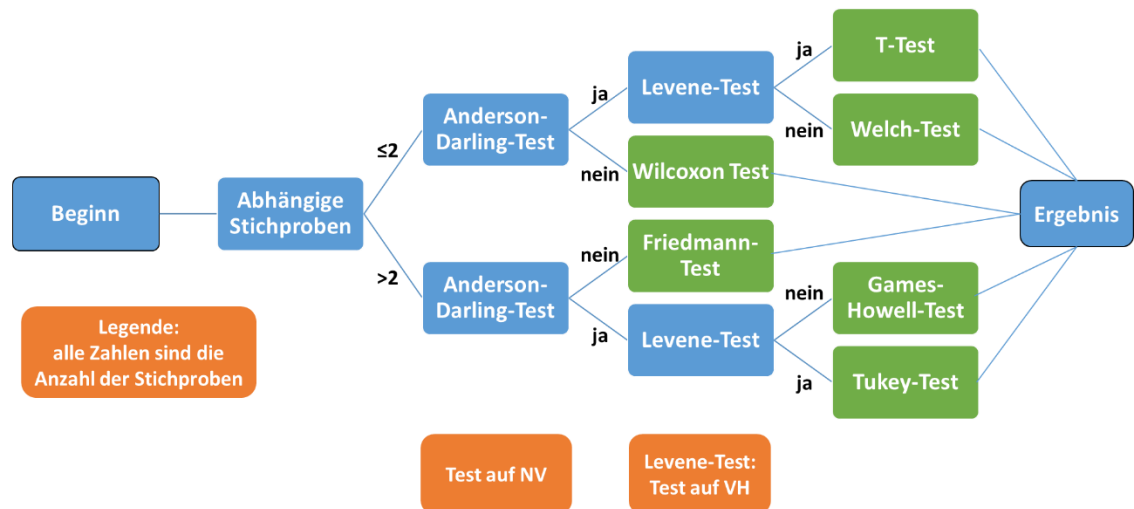 Beginn
Abhängige
Stichproben
≤2
>2
Anderson-
Darling-Test
ja
nein
Levene-Test
ja
nein
T-Test
Welch-Test
Wilcoxon Test
Anderson-
Darling-Test
nein
ja
Friedmann-
Test
Levene-Test
nein
ja
Games-
Howell-Test
Tukey-Test
Ergebnis
Legende:
alle Zahlen sind die
Anzahl der Stichproben
Test auf NV
Levene-Test:
Test auf VH